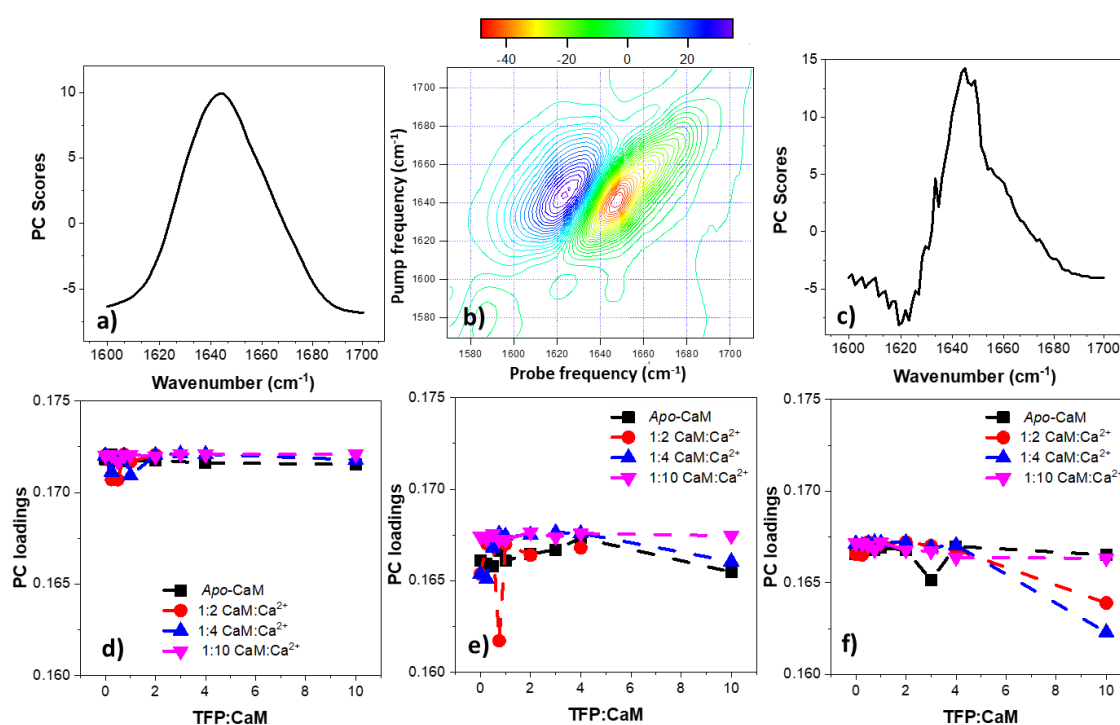 -40 -20 0 20
PC Scores
10
5
0
-5
a)
1600 1620 1640 1660 1680 1700
Wavenumber (cm⁻¹)
Pump frequency (cm⁻¹)
1700
1680
1660
1640
1620
1600
1580
b)
1580 1600 1620 1640 1660 1680 1700
Probe frequency (cm⁻¹)
PC Scores
15
10
5
0
-5
c)
1600 1620 1640 1660 1680 1700
Wavenumber (cm⁻¹)
PC loadings
0.175
0.170
0.165
0.160
Apo-CaM
1:2 CaM:Ca²⁺
1:4 CaM:Ca²⁺
1:10 CaM:Ca²⁺
d)
0 2 4 6 8 10
TFP:CaM
PC loadings
0.175
0.170
0.165
0.160
Apo-CaM
1:2 CaM:Ca²⁺
1:4 CaM:Ca²⁺
1:10 CaM:Ca²⁺
e)
0 2 4 6 8 10
TFP:CaM
PC loadings
0.175
0.170
0.165
0.160
Apo-CaM
1:2 CaM:Ca²⁺
1:4 CaM:Ca²⁺
1:10 CaM:Ca²⁺
f)
0 2 4 6 8 10
TFP:CaM